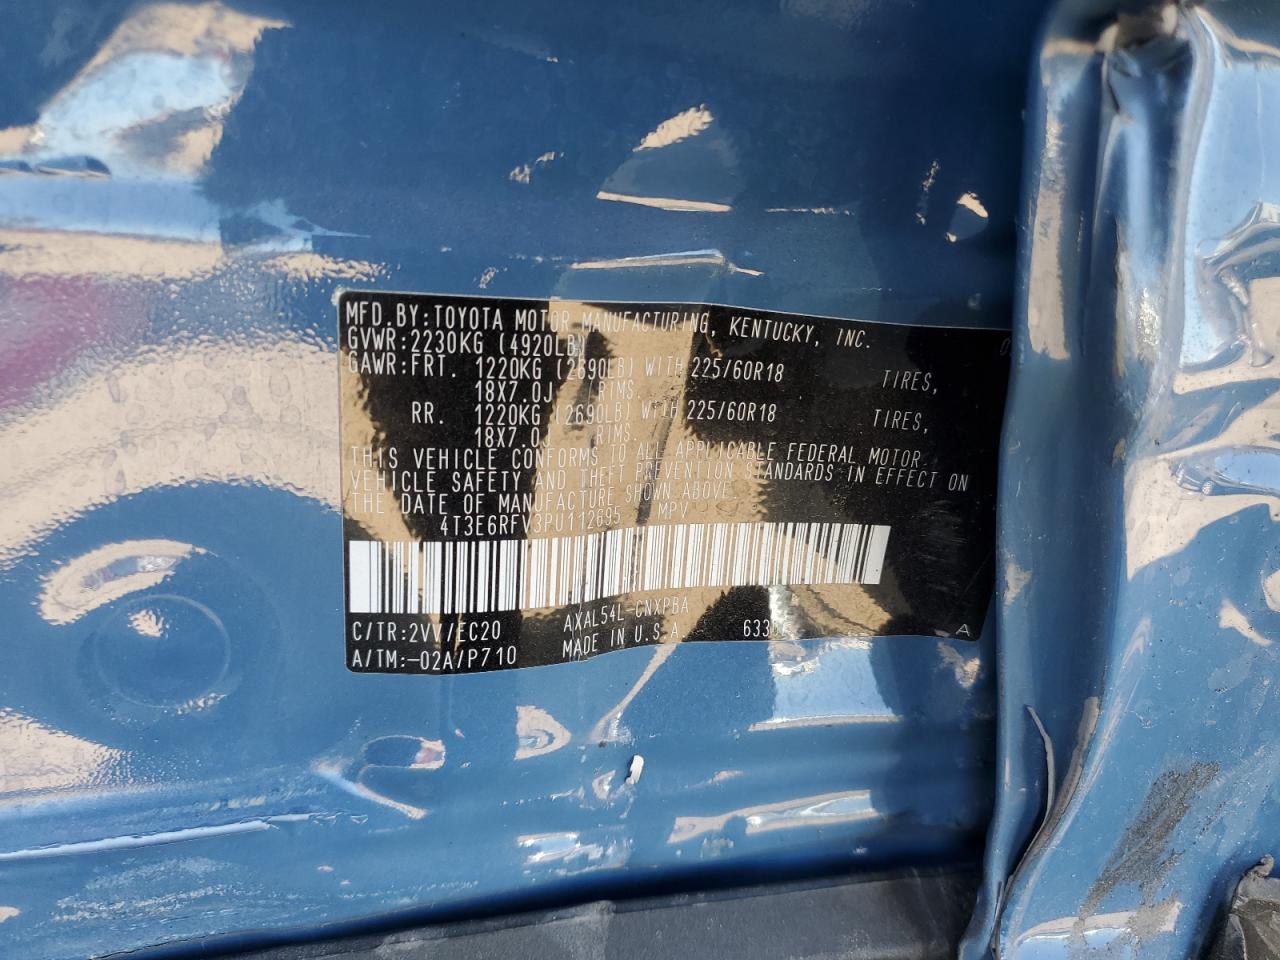 MFD.BY:TOYOTA MOTOR MANUFACTURING, KENTUCKY, INC.
GVWR:2230KG (4920LB)
GAWR:FRT. 1220KG (2690LB) WITH 225/60R18 TIRES,
18X7.0J RIMS.
RR. 1220KG (2690LB) WITH 225/60R18 TIRES,
18X7.0J RIMS.
THIS VEHICLE CONFORMS TO ALL APPLICABLE FEDERAL MOTOR
VEHICLE SAFETY AND THEFT PREVENTION STANDARDS IN EFFECT ON
THE DATE OF MANUFACTURE SHOWN ABOVE.
4T3E6RFV3PU112695 MPV
C/TR:2VV/EC20 AXAL54L-CNXPBA
A/TM:-02A/P710 MADE IN U.S.A. A